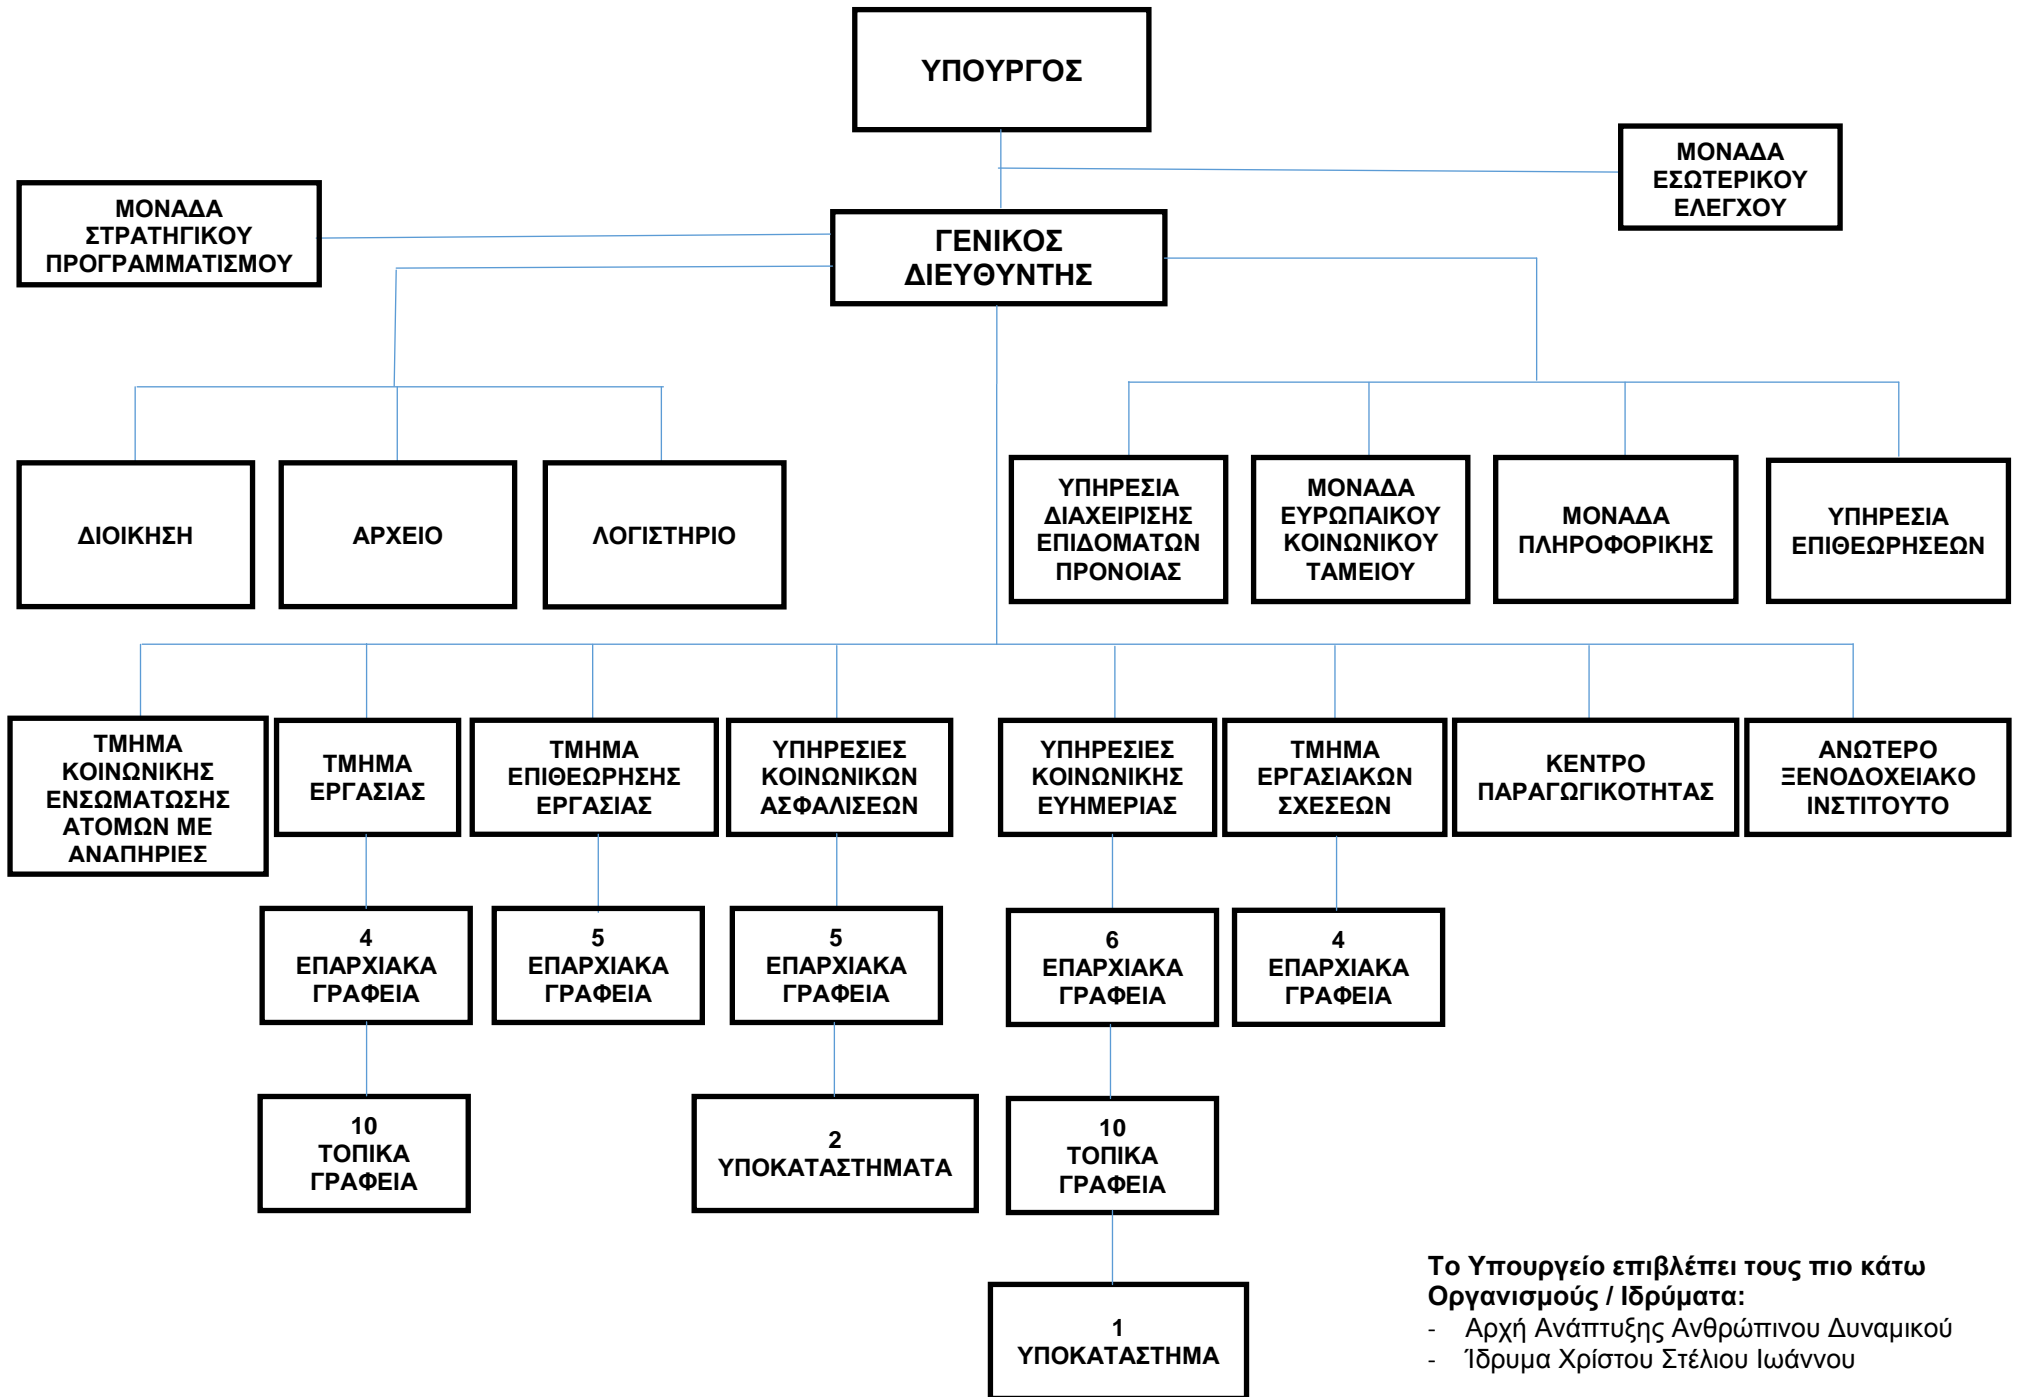 ΥΠΟΥΡΓΟΣ
ΜΟΝΑΔΑ
ΕΣΩΤΕΡΙΚΟΥ
ΕΛΕΓΧΟΥ
ΜΟΝΑΔΑ
ΣΤΡΑΤΗΓΙΚΟΥ
ΠΡΟΓΡΑΜΜΑΤΙΣΜΟΥ
ΓΕΝΙΚΟΣ
ΔΙΕΥΘΥΝΤΗΣ
ΔΙΟΙΚΗΣΗ
ΑΡΧΕΙΟ
ΛΟΓΙΣΤΗΡΙΟ
ΥΠΗΡΕΣΙΑ
ΔΙΑΧΕΙΡΙΣΗΣ
ΕΠΙΔΟΜΑΤΩΝ
ΠΡΟΝΟΙΑΣ
ΜΟΝΑΔΑ
ΕΥΡΩΠΑΙΚΟΥ
ΚΟΙΝΩΝΙΚΟΥ
ΤΑΜΕΙΟΥ
ΜΟΝΑΔΑ
ΠΛΗΡΟΦΟΡΙΚΗΣ
ΥΠΗΡΕΣΙΑ
ΕΠΙΘΕΩΡΗΣΕΩΝ
ΤΜΗΜΑ
ΚΟΙΝΩΝΙΚΗΣ
ΕΝΣΩΜΑΤΩΣΗΣ
ΑΤΟΜΩΝ ΜΕ
ΑΝΑΠΗΡΙΕΣ
ΤΜΗΜΑ
ΕΡΓΑΣΙΑΣ
ΤΜΗΜΑ
ΕΠΙΘΕΩΡΗΣΗΣ
ΕΡΓΑΣΙΑΣ
ΥΠΗΡΕΣΙΕΣ
ΚΟΙΝΩΝΙΚΩΝ
ΑΣΦΑΛΙΣΕΩΝ
ΥΠΗΡΕΣΙΕΣ
ΚΟΙΝΩΝΙΚΗΣ
ΕΥΗΜΕΡΙΑΣ
ΤΜΗΜΑ
ΕΡΓΑΣΙΑΚΩΝ
ΣΧΕΣΕΩΝ
ΚΕΝΤΡΟ
ΠΑΡΑΓΩΓΙΚΟΤΗΤΑΣ
ΑΝΩΤΕΡΟ
ΞΕΝΟΔΟΧΕΙΑΚΟ
ΙΝΣΤΙΤΟΥΤΟ
4
ΕΠΑΡΧΙΑΚΑ
ΓΡΑΦΕΙΑ
5
ΕΠΑΡΧΙΑΚΑ
ΓΡΑΦΕΙΑ
5
ΕΠΑΡΧΙΑΚΑ
ΓΡΑΦΕΙΑ
6
ΕΠΑΡΧΙΑΚΑ
ΓΡΑΦΕΙΑ
4
ΕΠΑΡΧΙΑΚΑ
ΓΡΑΦΕΙΑ
10
ΤΟΠΙΚΑ
ΓΡΑΦΕΙΑ
2
ΥΠΟΚΑΤΑΣΤΗΜΑΤΑ
10
ΤΟΠΙΚΑ
ΓΡΑΦΕΙΑ
1
ΥΠΟΚΑΤΑΣΤΗΜΑ
Το Υπουργείο επιβλέπει τους πιο κάτω
Οργανισμούς / Ιδρύματα:
- Αρχή Ανάπτυξης Ανθρώπινου Δυναμικού
- Ίδρυμα Χρίστου Στέλιου Ιωάννου